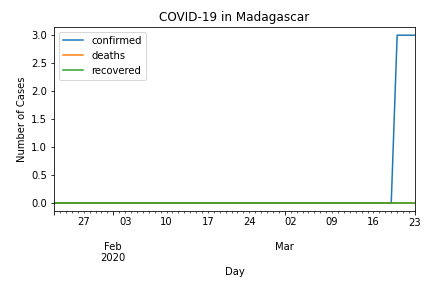 COVID-19 in Madagascar
confirmed
deaths
recovered
Number of Cases
3.0
2.5
2.0
1.5
1.0
0.5
0.0
27 03 10 17 24 02 09 16 23
Feb Mar
2020
Day